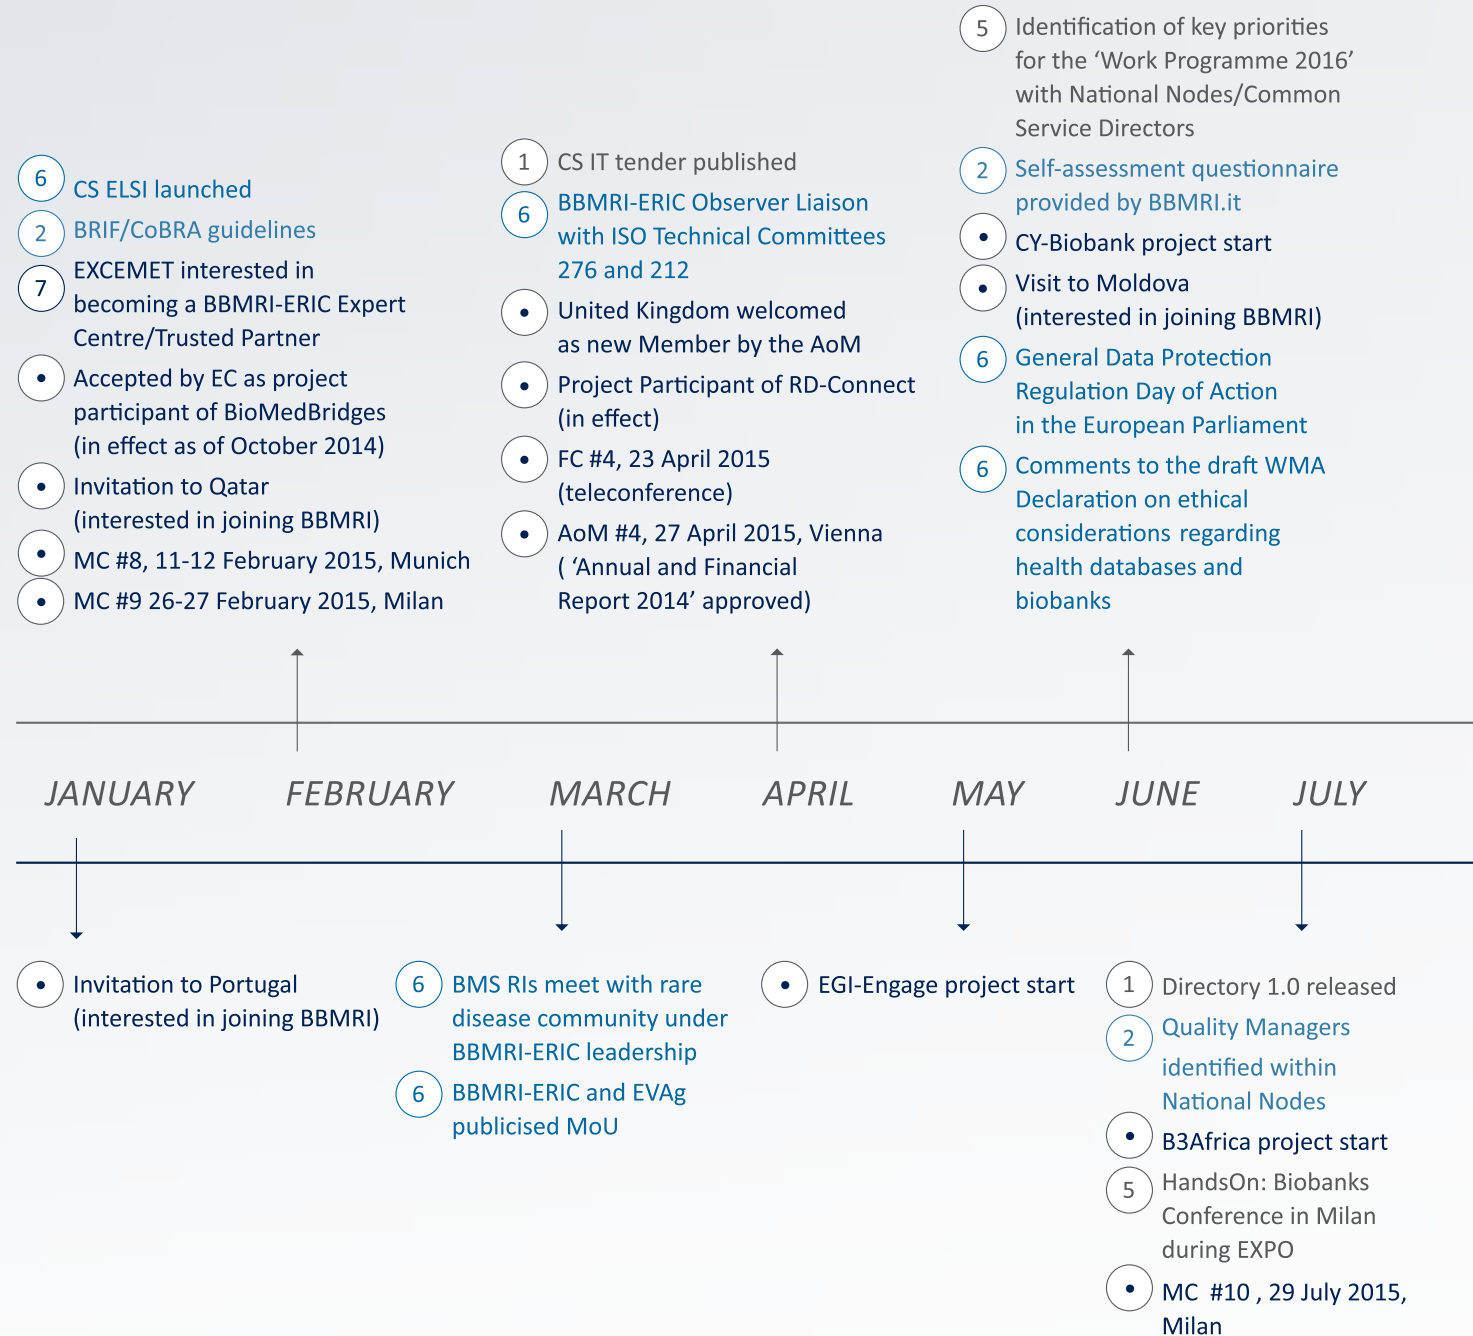 6 CS ELSI launched
2 BRIF/CoBRA guidelines
7 EXCEMET interested in
becoming a BBMRI-ERIC Expert
Centre/Trusted Partner
• Accepted by EC as project
participant of BioMedBridges
(in effect as of October 2014)
• Invitation to Qatar
(interested in joining BBMRI)
• MC #8, 11-12 February 2015, Munich
• MC #9 26-27 February 2015, Milan
1 CS IT tender published
6 BBMRI-ERIC Observer Liaison
with ISO Technical Committees
276 and 212
• United Kingdom welcomed
as new Member by the AoM
• Project Participant of RD-Connect
(in effect)
• FC #4, 23 April 2015
(teleconference)
• AoM #4, 27 April 2015, Vienna
( ‘Annual and Financial
Report 2014’ approved)
5 Identification of key priorities
for the ‘Work Programme 2016’
with National Nodes/Common
Service Directors
2 Self-assessment questionnaire
provided by BBMRI.it
• CY-Biobank project start
• Visit to Moldova
(interested in joining BBMRI)
6 General Data Protection
Regulation Day of Action
in the European Parliament
6 Comments to the draft WMA
Declaration on ethical
considerations regarding
health databases and
biobanks
JANUARY FEBRUARY MARCH APRIL MAY JUNE JULY
• Invitation to Portugal
(interested in joining BBMRI)
6 BMS RIs meet with rare
disease community under
BBMRI-ERIC leadership
6 BBMRI-ERIC and EVAg
publicised MoU
• EGI-Engage project start
1 Directory 1.0 released
2 Quality Managers
identified within
National Nodes
• B3Africa project start
5 HandsOn: Biobanks
Conference in Milan
during EXPO
• MC #10 , 29 July 2015,
Milan